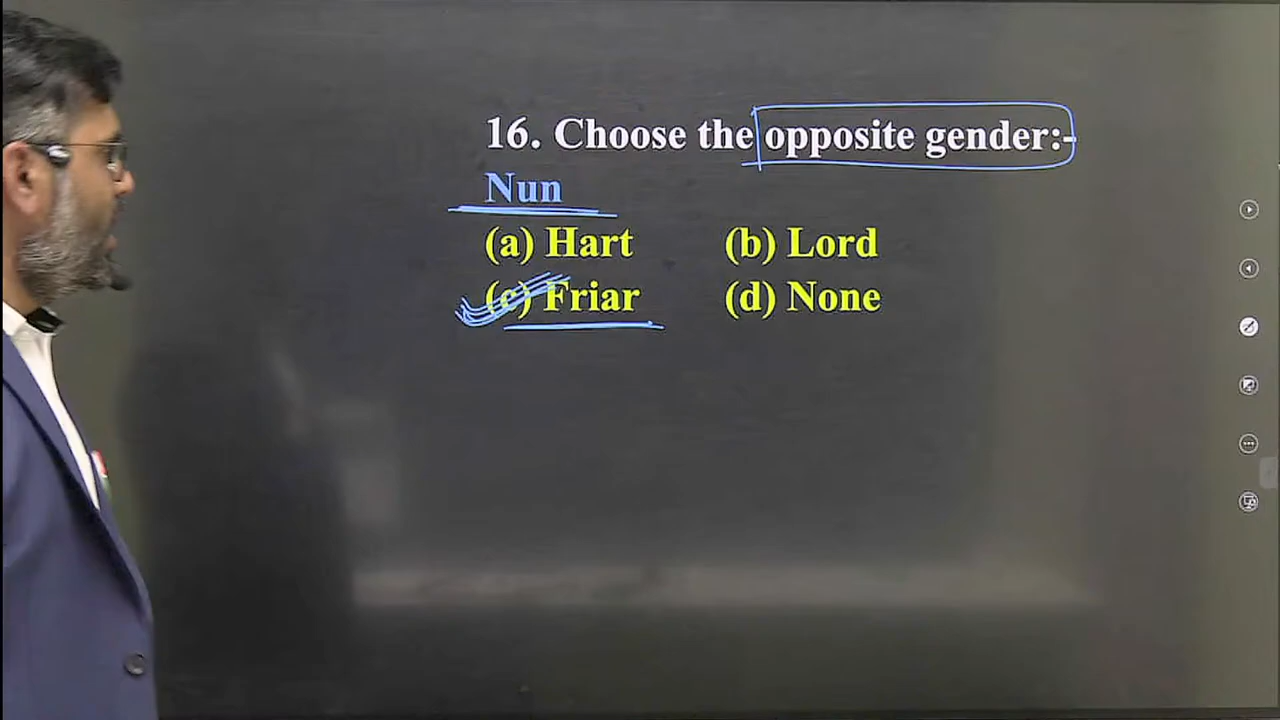 16. Choose the opposite gender:-
Nun
(a) Hart (b) Lord
(c) Friar (d) None